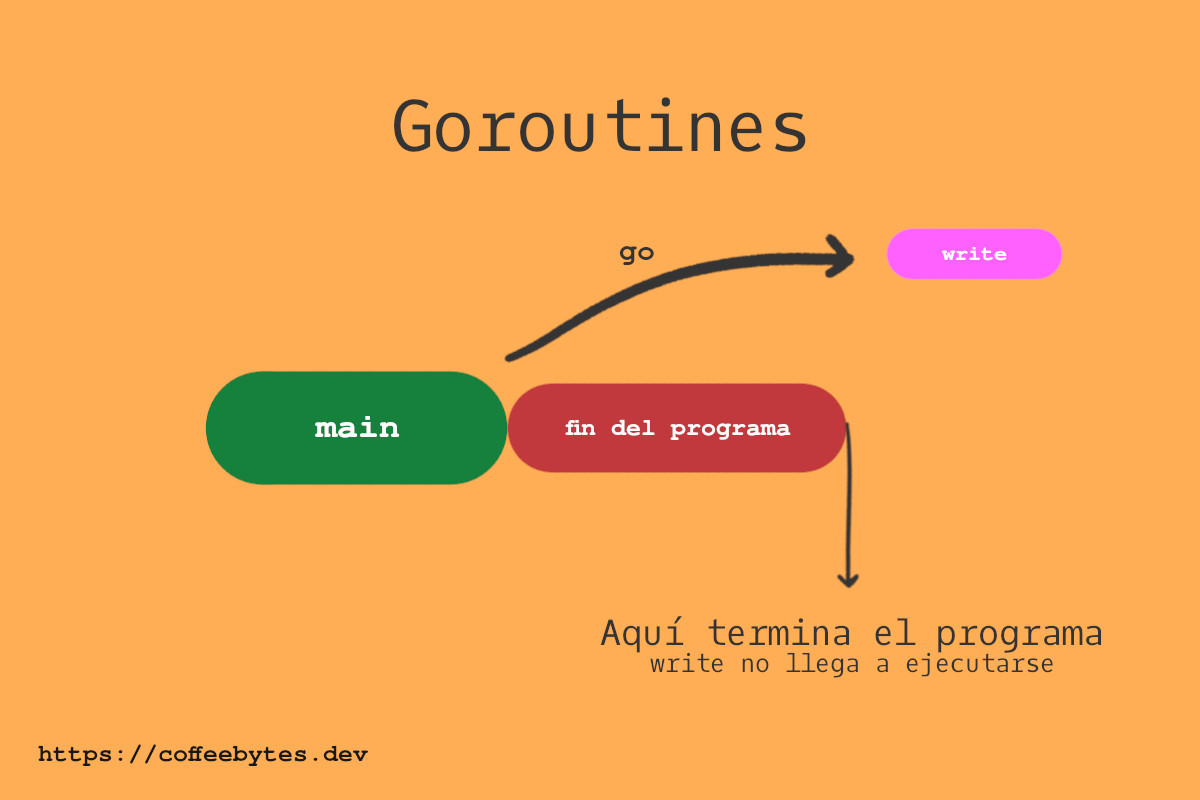 Goroutines
go
write
main
fin del programa
Aquí termina el programa
write no llega a ejecutarse
https://coffeebytes.dev